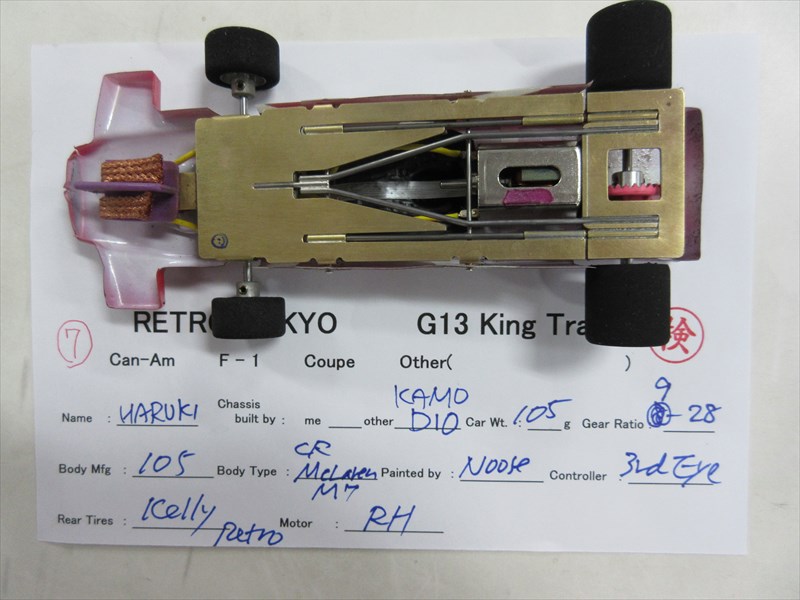 RETRO KYO G13 King Tra 検
7 Can-Am F-1 Coupe Other( )
Name : HARUKI Chassis built by : me other KAMO D10 Car Wt. : 105 g Gear Ratio : 9-28
Body Mfg : 105 Body Type : CR McLaren M7 Painted by : Noose Controller : 3rd Eye
Rear Tires : Kelly Retro Motor : RH